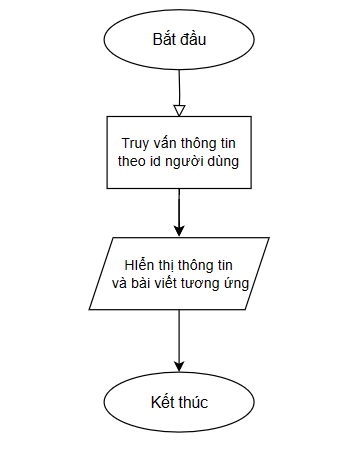 Bắt đầu
Truy vấn thông tin
theo id người dùng
HIển thị thông tin
và bài viết tương ứng
Kết thúc